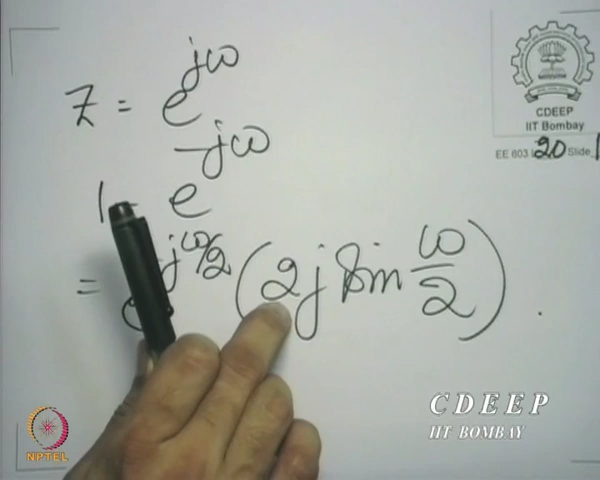 z = e^{jω}
1 - e^{-jω}
= e^{-jω/2} (2j sin ω/2).
CDEEP
IIT Bombay
EE 603 L 20 Slide 1
CDEEP
IIT BOMBAY
NPTEL